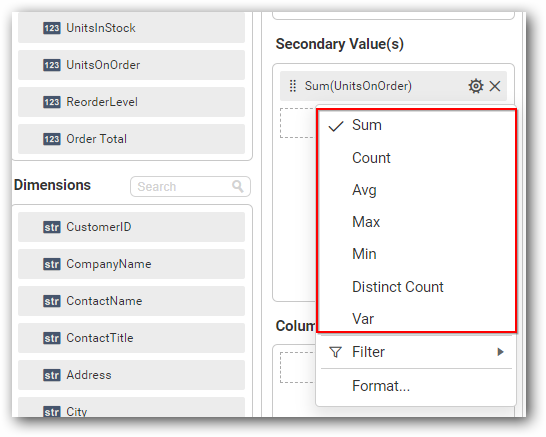 123 UnitsInStock
123 UnitsOnOrder
123 ReorderLevel
123 Order Total
Dimensions
Search
str CustomerID
str CompanyName
str ContactName
str ContactTitle
str Address
str City
Secondary Value(s)
Sum(UnitsOnOrder)
Sum
Count
Avg
Max
Min
Distinct Count
Var
Colum
Filter
Format...